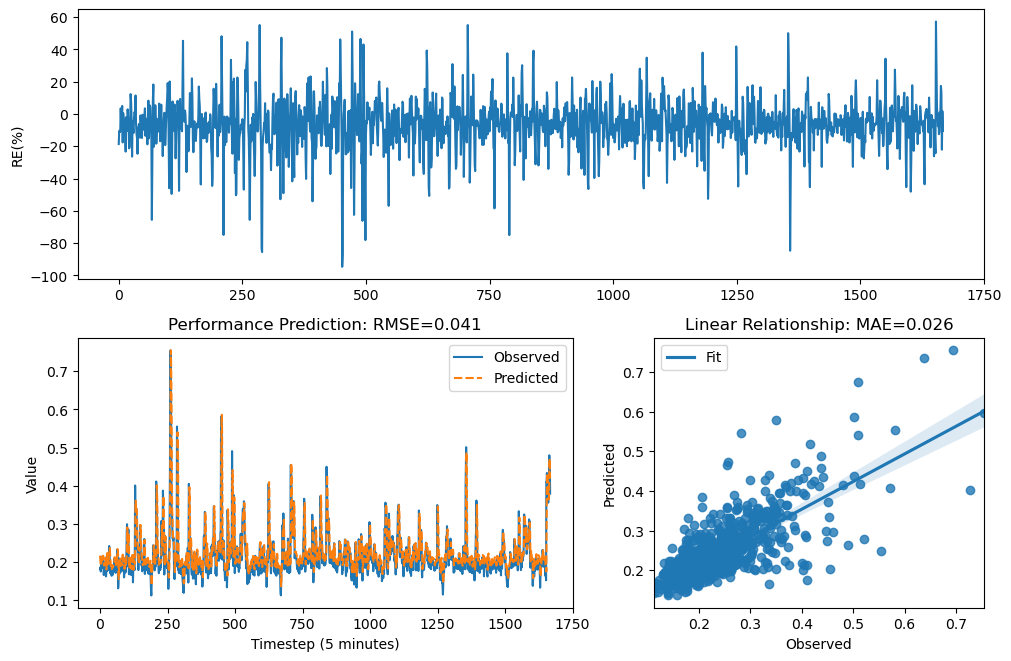 60
40
20
0
−20
−40
−60
−80
−100
RE(%)
0 250 500 750 1000 1250 1500 1750
Performance Prediction: RMSE=0.041
Observed
Predicted
0.7
0.6
0.5
0.4
0.3
0.2
0.1
Value
0 250 500 750 1000 1250 1500 1750
Timestep (5 minutes)
Linear Relationship: MAE=0.026
Fit
0.7
0.6
0.5
0.4
0.3
0.2
Predicted
0.2 0.3 0.4 0.5 0.6 0.7
Observed